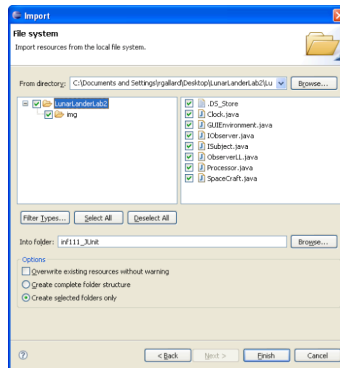 Import
File system
Import resources from the local file system.
From directory: C:\Documents and Settings\rgallard\Desktop\LunarLanderLab2\Lu Browse...
LunarLanderLab2
img
.DS_Store
Clock.java
GUIEnvironment.java
IObserver.java
ISubject.java
ObserverLL.java
Processor.java
SpaceCraft.java
Filter Types... Select All Deselect All
Into folder: inf111_JUnit Browse...
Options
Overwrite existing resources without warning
Create complete folder structure
Create selected folders only
< Back Next > Finish Cancel